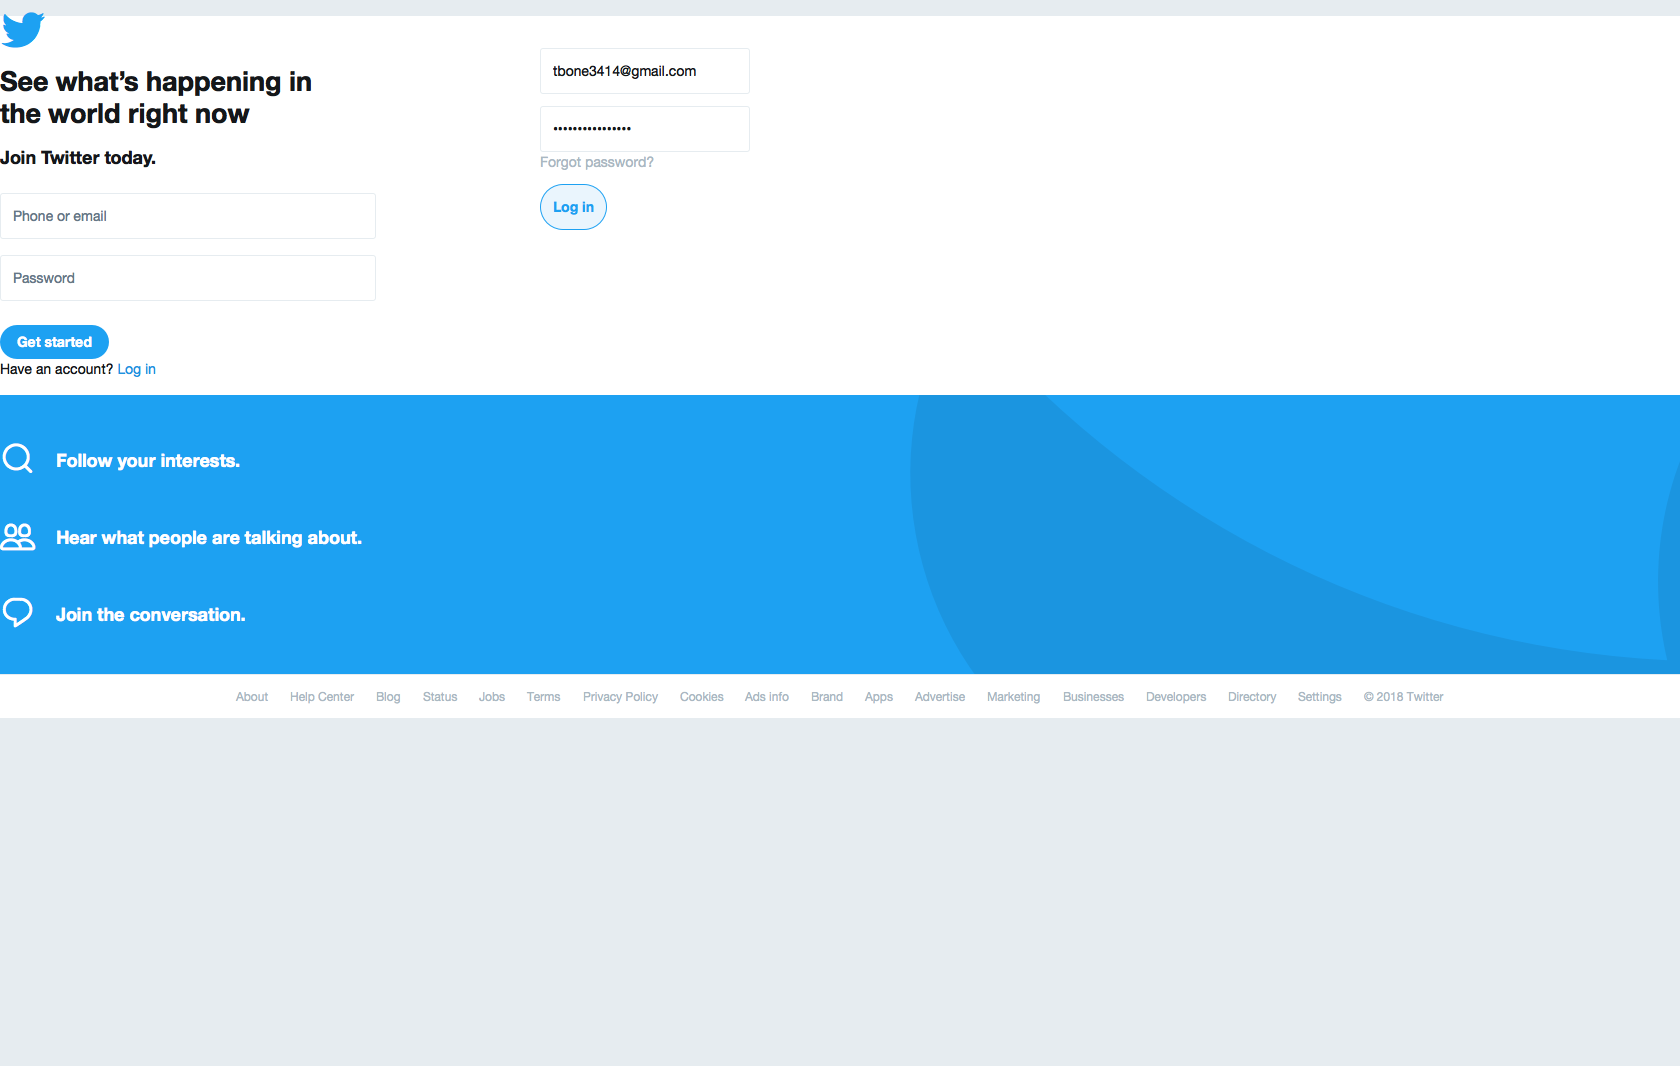 See what’s happening in
the world right now
Join Twitter today.
Phone or email
Password
Get started
Have an account? Log in
tbone3414@gmail.com
••••••••••••••••
Forgot password?
Log in
Follow your interests.
Hear what people are talking about.
Join the conversation.
About Help Center Blog Status Jobs Terms Privacy Policy Cookies Ads info Brand Apps Advertise Marketing Businesses Developers Directory Settings © 2018 Twitter